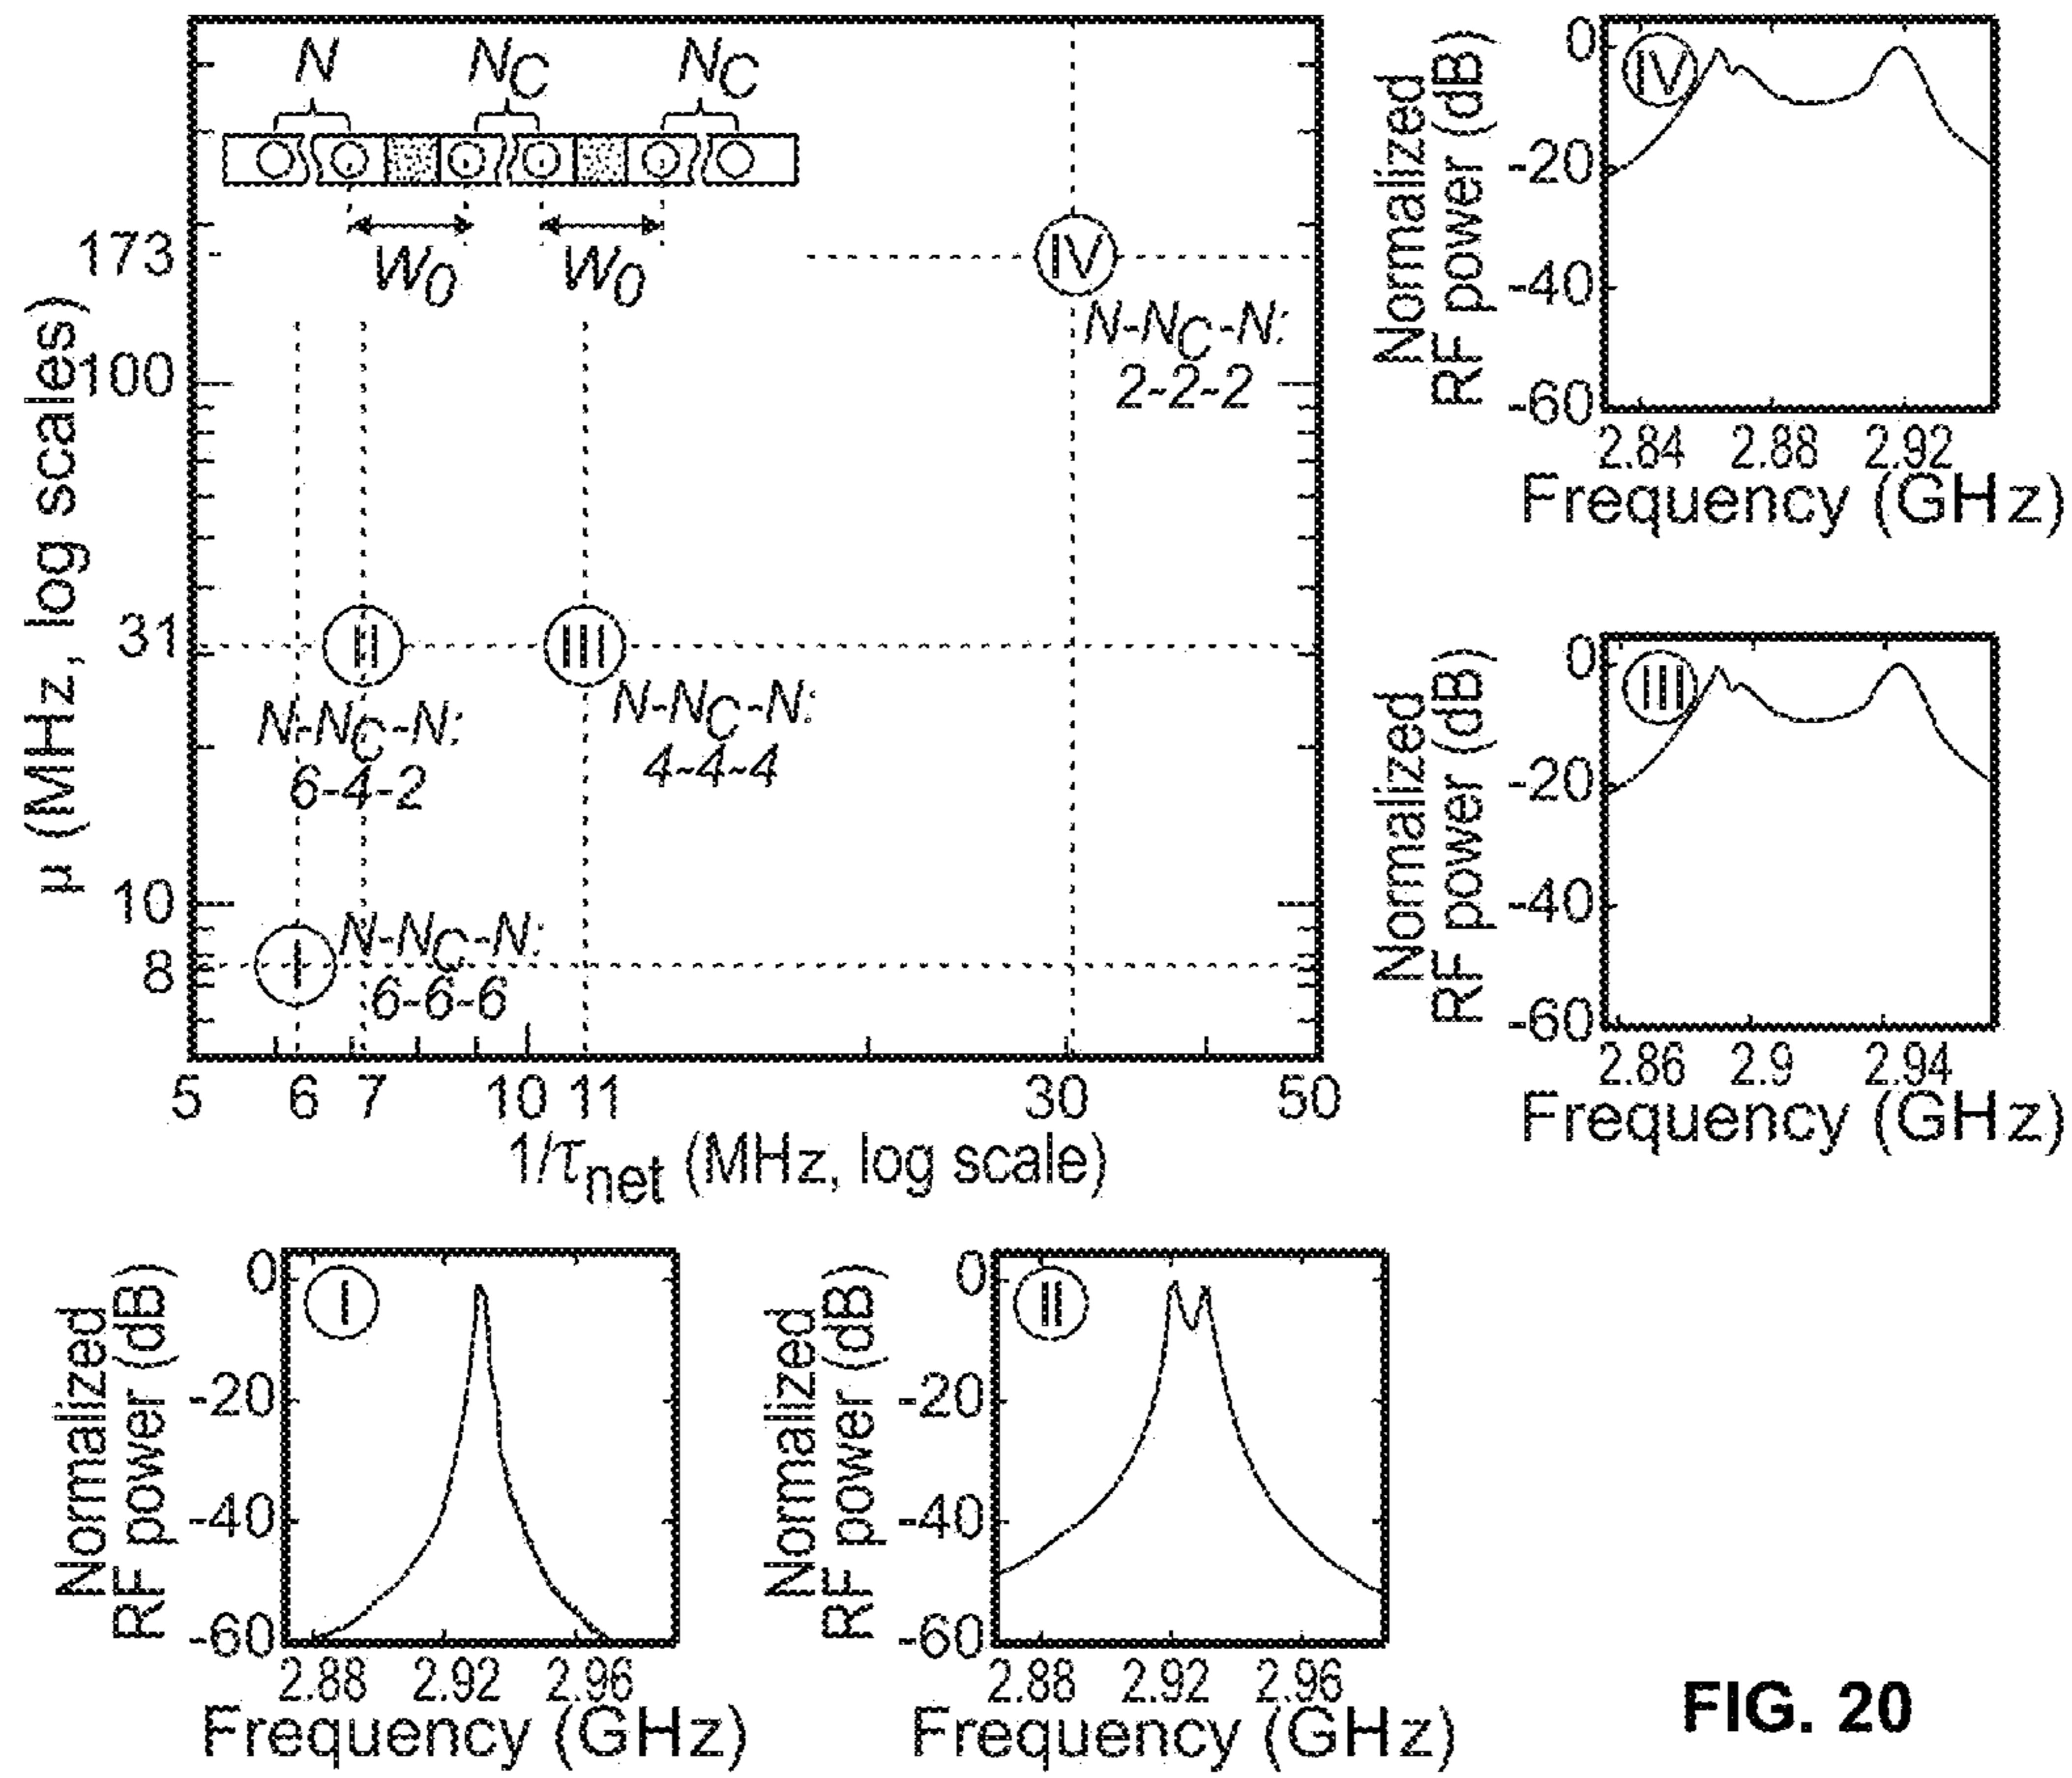 N NC NC
W0 W0
μ (MHz, log scales)
173
100
31
10
8
IV
N-NC-N:
2-2-2
II
N-NC-N:
6-4-2
III
N-NC-N:
4-4-4
I
N-NC-N:
6-6-6
5 6 7 10 11 30 50
1/τnet (MHz, log scale)
IV
Normalized
RF power (dB)
0
-20
-40
-60
2.84 2.88 2.92
Frequency (GHz)
III
Normalized
RF power (dB)
0
-20
-40
-60
2.86 2.9 2.94
Frequency (GHz)
I
Normalized
RF power (dB)
0
-20
-40
-60
2.88 2.92 2.96
Frequency (GHz)
II
Normalized
RF power (dB)
0
-20
-40
-60
2.88 2.92 2.96
Frequency (GHz)
FIG. 20